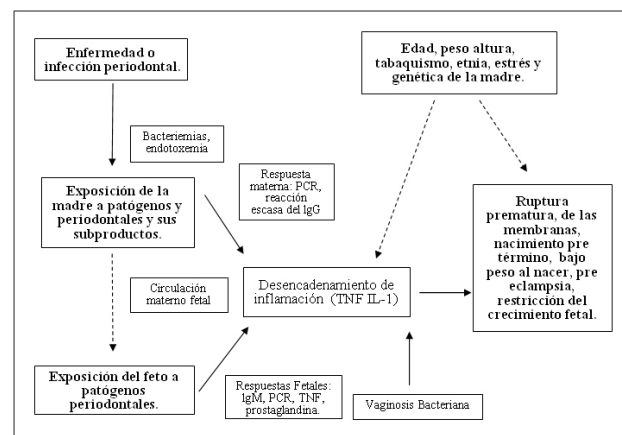 Enfermedad o
infección periodontal.
Edad, peso altura,
tabaquismo, etnia, estrés y
genética de la madre.
Bacteriemias,
endotoxemia
Respuesta
materna: PCR,
reacción
escasa del lgG
Exposición de la
madre a patógenos y
periodontales y sus
subproductos.
Ruptura
prematura, de las
membranas,
nacimiento pre
término, bajo
peso al nacer, pre
eclampsía,
restricción del
crecimiento fetal.
Circulación
materno fetal
Desencadenamiento de
inflamación (TNF IL-1)
Exposición del feto a
patógenos
periodontales.
Respuestas Fetales:
lgM, PCR, TNF,
prostaglandina.
Vaginosis Bacteriana